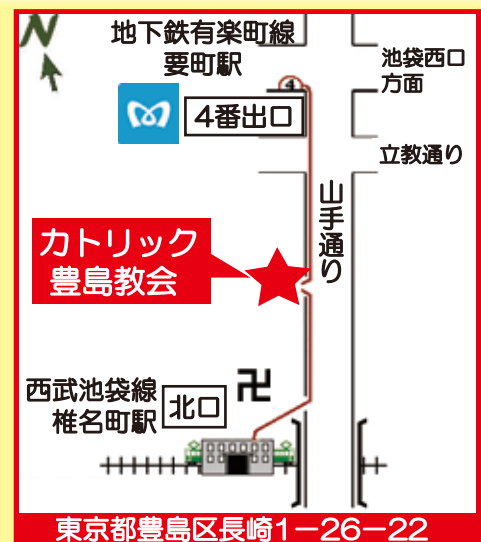 N
地下鉄有楽町線
要町駅
池袋西口
方面
4
4番出口
立教通り
山手通り
カトリック
豊島教会
卍
西武池袋線
椎名町駅
北口
東京都豊島区長崎1−26−22